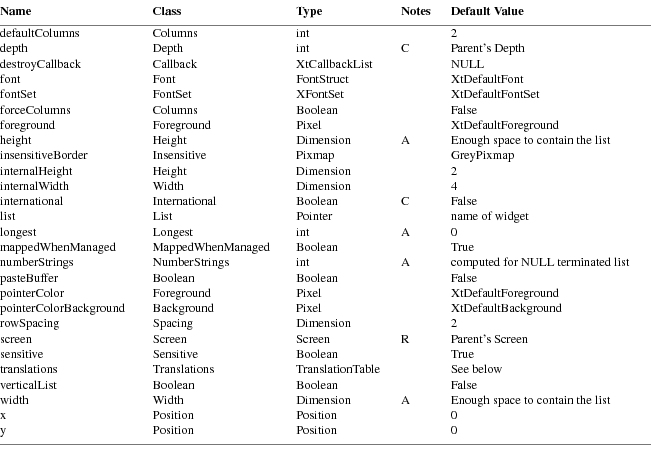 Name Class Type Notes Default Value
defaultColumns Columns int 2
depth Depth int C Parent's Depth
destroyCallback Callback XtCallbackList NULL
font Font FontStruct XtDefaultFont
fontSet FontSet XFontSet XtDefaultFontSet
forceColumns Columns Boolean False
foreground Foreground Pixel XtDefaultForeground
height Height Dimension A Enough space to contain the list
insensitiveBorder Insensitive Pixmap GreyPixmap
internalHeight Height Dimension 2
internalWidth Width Dimension 4
international International Boolean C False
list List Pointer name of widget
longest Longest int A 0
mappedWhenManaged MappedWhenManaged Boolean True
numberStrings NumberStrings int A computed for NULL terminated list
pasteBuffer Boolean Boolean False
pointerColor Foreground Pixel XtDefaultForeground
pointerColorBackground Background Pixel XtDefaultBackground
rowSpacing Spacing Dimension 2
screen Screen Screen R Parent's Screen
sensitive Sensitive Boolean True
translations Translations TranslationTable See below
verticalList Boolean Boolean False
width Width Dimension A Enough space to contain the list
x Position Position 0
y Position Position 0